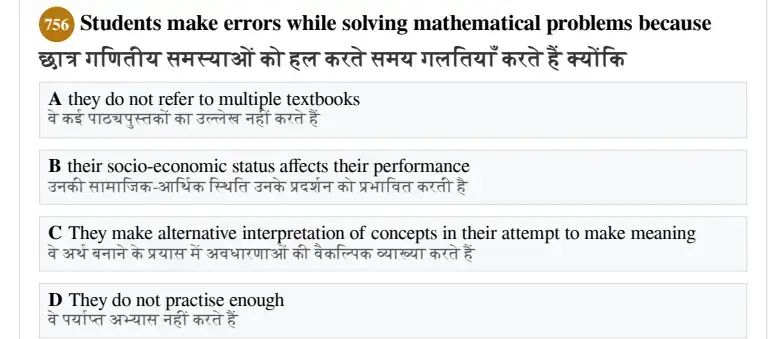 756 Students make errors while solving mathematical problems because
छात्र गणितीय समस्याओं को हल करते समय गलतियाँ करते हैं क्योंकि
A they do not refer to multiple textbooks
वे कई पाठ्यपुस्तकों का उल्लेख नहीं करते हैं
B their socio-economic status affects their performance
उनकी सामाजिक-आर्थिक स्थिति उनके प्रदर्शन को प्रभावित करती है
C They make alternative interpretation of concepts in their attempt to make meaning
वे अर्थ बनाने के प्रयास में अवधारणाओं की वैकल्पिक व्याख्या करते हैं
D They do not practise enough
वे पर्याप्त अभ्यास नहीं करते हैं